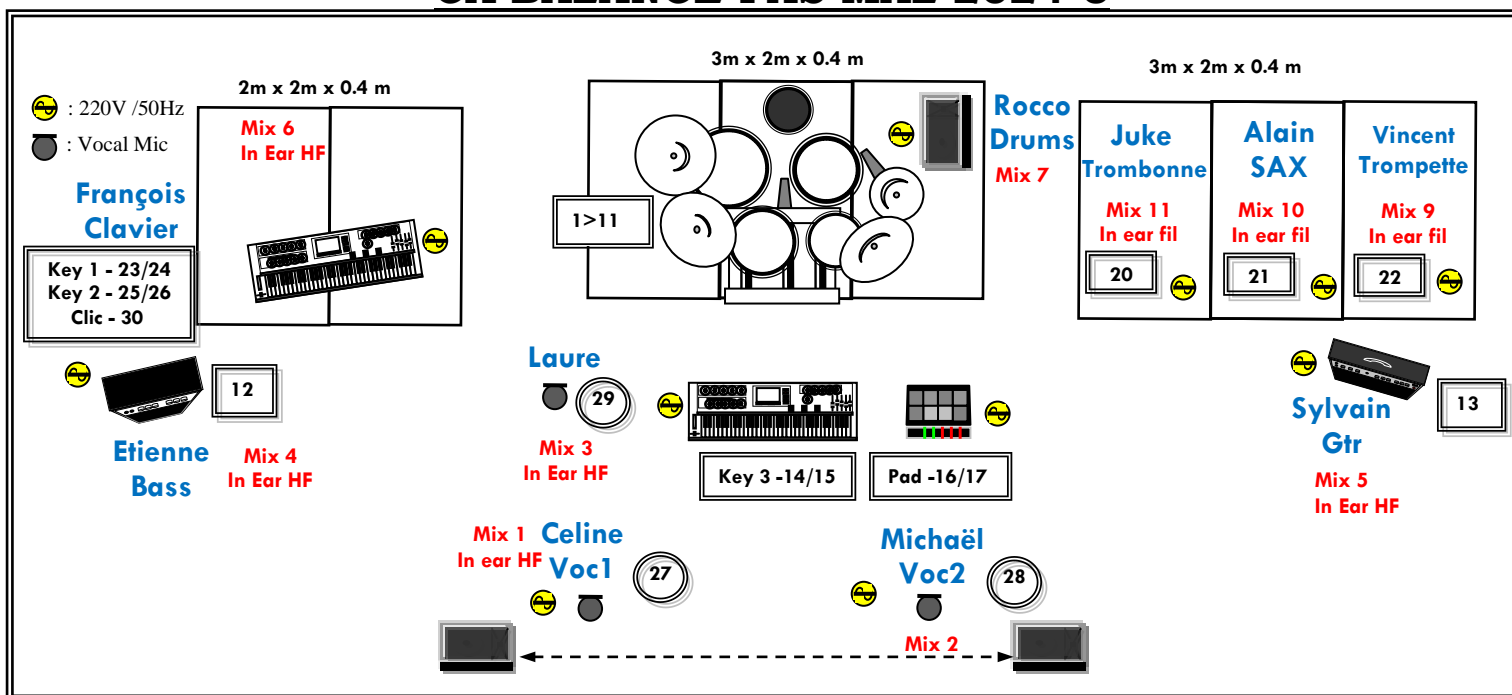 CA BALANCE PAS MAL 2024
: 220V /50Hz
: Vocal Mic
2m x 2m x 0.4 m
Mix 6
In Ear HF
François
Clavier
Key 1 - 23/24
Key 2 - 25/26
Clic - 30
3m x 2m x 0.4 m
1>11
Rocco
Drums
Mix 7
3m x 2m x 0.4 m
Juke
Trombonne
Mix 11
In ear fil
20
Alain
SAX
Mix 10
In ear fil
21
Vincent
Trompette
Mix 9
In ear fil
22
12
Etienne
Bass
Mix 4
In Ear HF
Laure
29
Mix 3
In Ear HF
Key 3 -14/15
Pad -16/17
13
Sylvain
Gtr
Mix 5
In Ear HF
Mix 1
In ear HF
Celine
Voc1
27
Michaël
Voc2
28
Mix 2